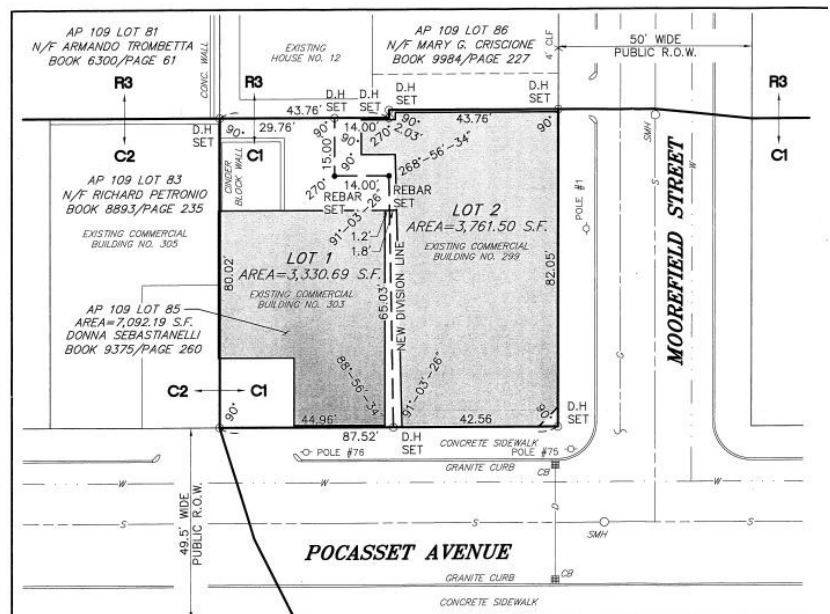 AP 109 LOT 81
N/F ARMANDO TROMBETTA
BOOK 6300/PAGE 61
CONC. WALL
EXISTING
HOUSE NO. 12
AP 109 LOT 86
N/F MARY G. CRISCIONE
BOOK 9984/PAGE 227
4' CLF
50' WIDE
PUBLIC R.O.W.
R3
C2
R3
C1
R3
C1
D.H
SET
43.76'
D.H
SET
D.H
SET
43.76'
D.H
SET
90°
29.76'
90°
14.00'
90°
15.00
90°
270°
2.03'
90°
90°
268°-56'-34"
270°
14.00'
REBAR
SET
REBAR
SET
91°-03'-26"
CINDER
BLOCK WALL
AP 109 LOT 83
N/F RICHARD PETRONIO
BOOK 8893/PAGE 235
EXISTING COMMERCIAL
BUILDING NO. 305
SMH
S
W
POLE #1
MOOREFIELD STREET
G
S
LOT 2
AREA=3,761.50 S.F.
EXISTING COMMERCIAL
BUILDING NO. 299
1.2'
1.8'
LOT 1
AREA=3,330.69 S.F.
EXISTING COMMERCIAL
BUILDING NO. 303
80.02'
65.03'
NEW DIVISION LINE
82.05'
AP 109 LOT 85
AREA=7,092.19 S.F.
DONNA SEBASTIANELLI
BOOK 9375/PAGE 260
C2
C1
88°-56'-34"
91°-03'-26"
90°
44.96'
42.56
90°
D.H
SET
87.52'
D.H
SET
CONCRETE SIDEWALK
POLE #76
POLE #75
GRANITE CURB
CB
W
W
W
D
49.5' WIDE
PUBLIC R.O.W.
S
S
SMH
S
POCASSET AVENUE
GRANITE CURB
CB
CONCRETE SIDEWALK